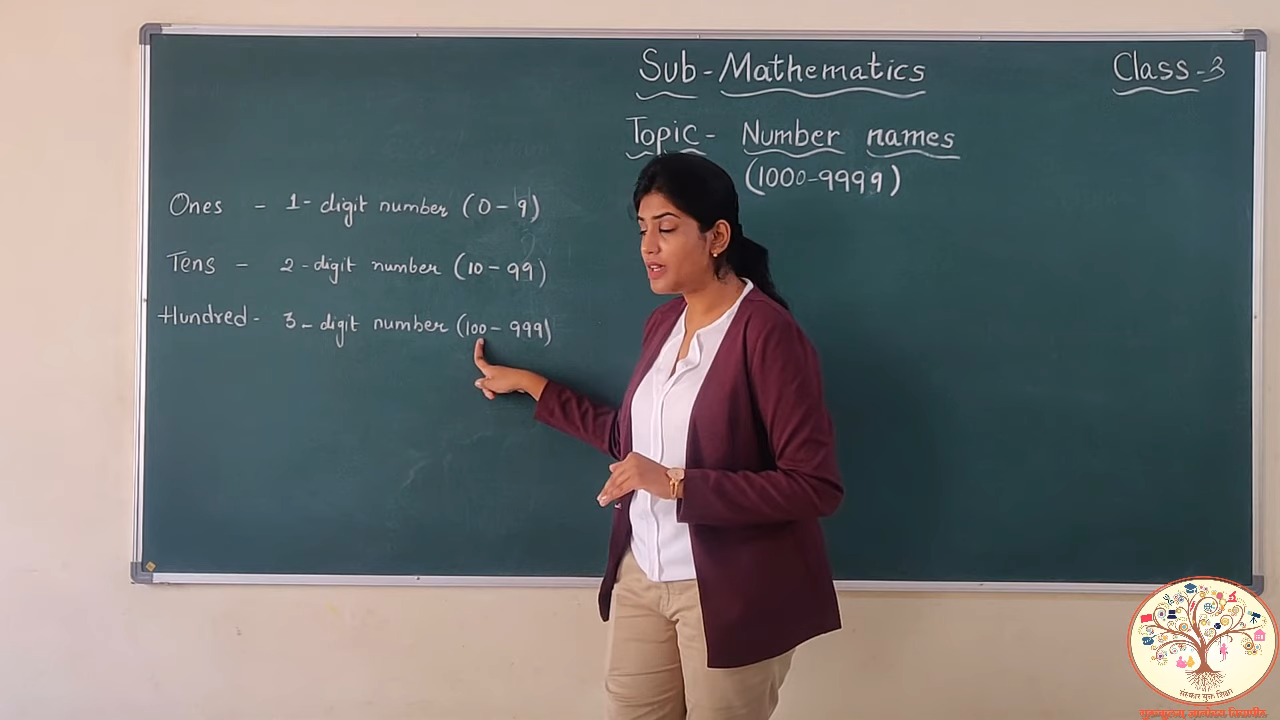 Sub - Mathematics
Class - 3
Topic - Number names
(1000 - 9999)
Ones - 1 - digit number (0 - 9)
Tens - 2 - digit number (10 - 99)
Hundred - 3 - digit number (100 - 999)
संस्कार युक्त शिक्षा